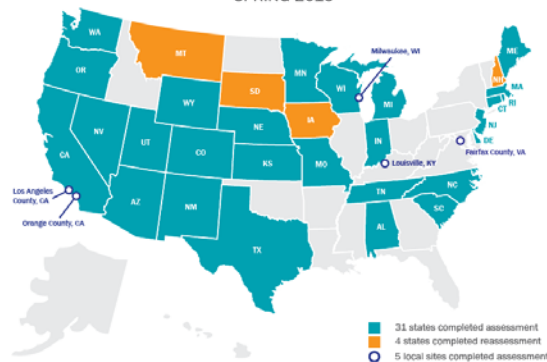 WA
OR
CA
NV
UT
AZ
WY
CO
NM
MT
SD
NE
KS
TX
MN
IA
MO
WI
MI
IN
TN
AL
NC
SC
ME
NH
MA
RI
CT
NJ
DE
Milwaukee, WI
Louisville, KY
Fairfax County, VA
Los Angeles
County, CA
Orange County, CA
31 states completed assessment
4 states completed reassessment
5 local sites completed assessment